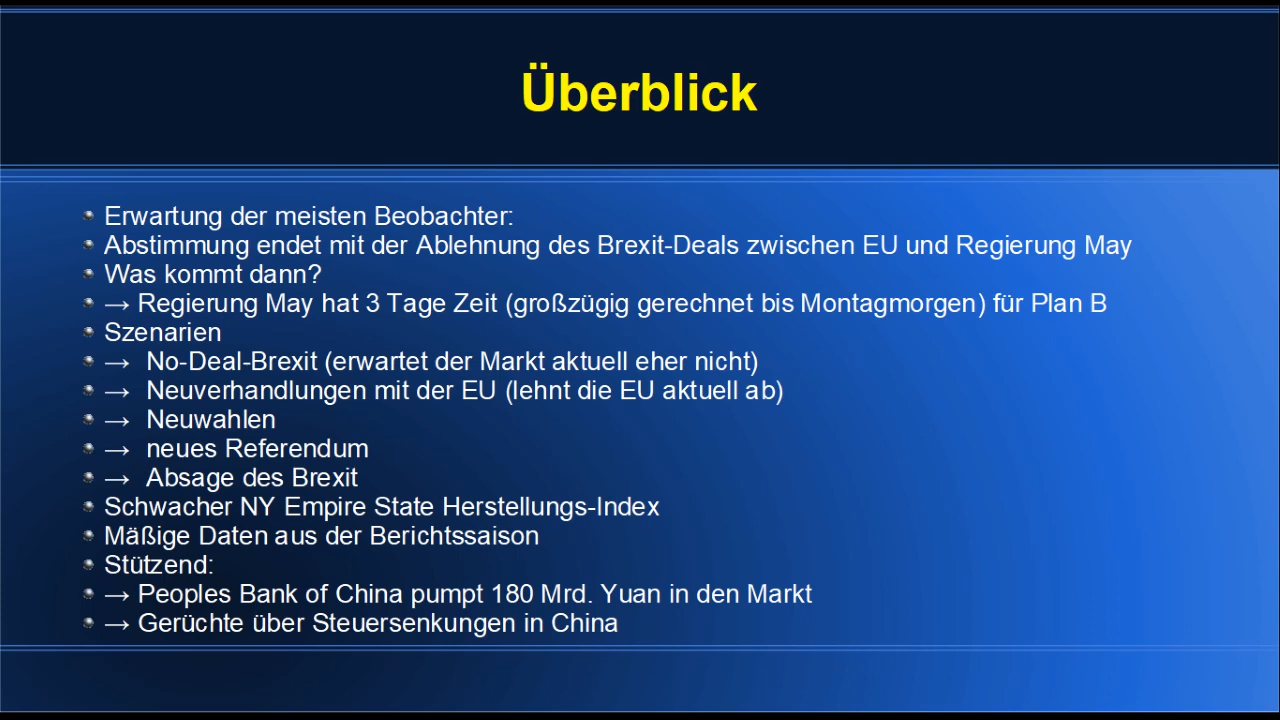 Überblick
Erwartung der meisten Beobachter:
Abstimmung endet mit der Ablehnung des Brexit-Deals zwischen EU und Regierung May
Was kommt dann?
→ Regierung May hat 3 Tage Zeit (großzügig gerechnet bis Montagmorgen) für Plan B
Szenarien
→ No-Deal-Brexit (erwartet der Markt aktuell eher nicht)
→ Neuverhandlungen mit der EU (lehnt die EU aktuell ab)
→ Neuwahlen
→ neues Referendum
→ Absage des Brexit
Schwacher NY Empire State Herstellungs-Index
Mäßige Daten aus der Berichtssaison
Stützend:
→ Peoples Bank of China pumpt 180 Mrd. Yuan in den Markt
→ Gerüchte über Steuersenkungen in China